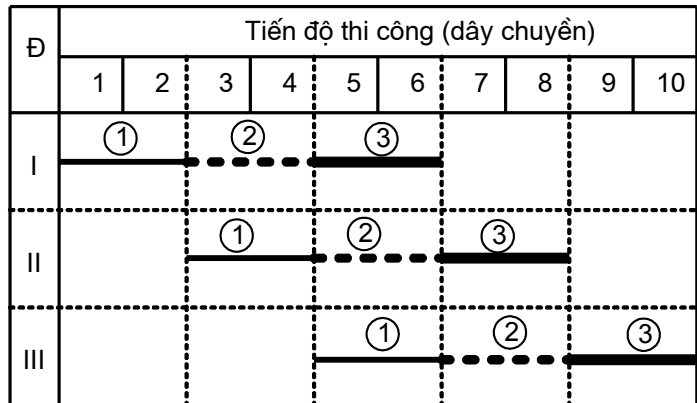 Đ
Tiến độ thi công (dây chuyền)
1 2 3 4 5 6 7 8 9 10
I ① ② ③
II ① ② ③
III ① ② ③